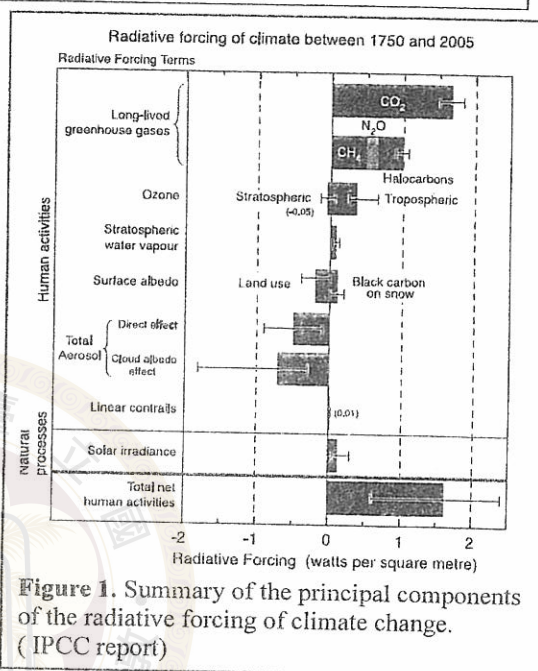 Radiative forcing of climate between 1750 and 2005
Radiative Forcing Terms
Human activities
Long-lived
greenhouse gases
CO2
N2O
CH4
Halocarbons
Ozone
Stratospheric
(-0.05)
Tropospheric
Stratospheric
water vapour
Surface albedo
Land use
Black carbon
on snow
Total
Aerosol
Direct effect
Cloud albedo
effect
Linear contrails
(0.01)
Natural
processes
Solar irradiance
Total net
human activities
-2 -1 0 1 2
Radiative Forcing (watts per square metre)
Figure 1. Summary of the principal components
of the radiative forcing of climate change.
( IPCC report)